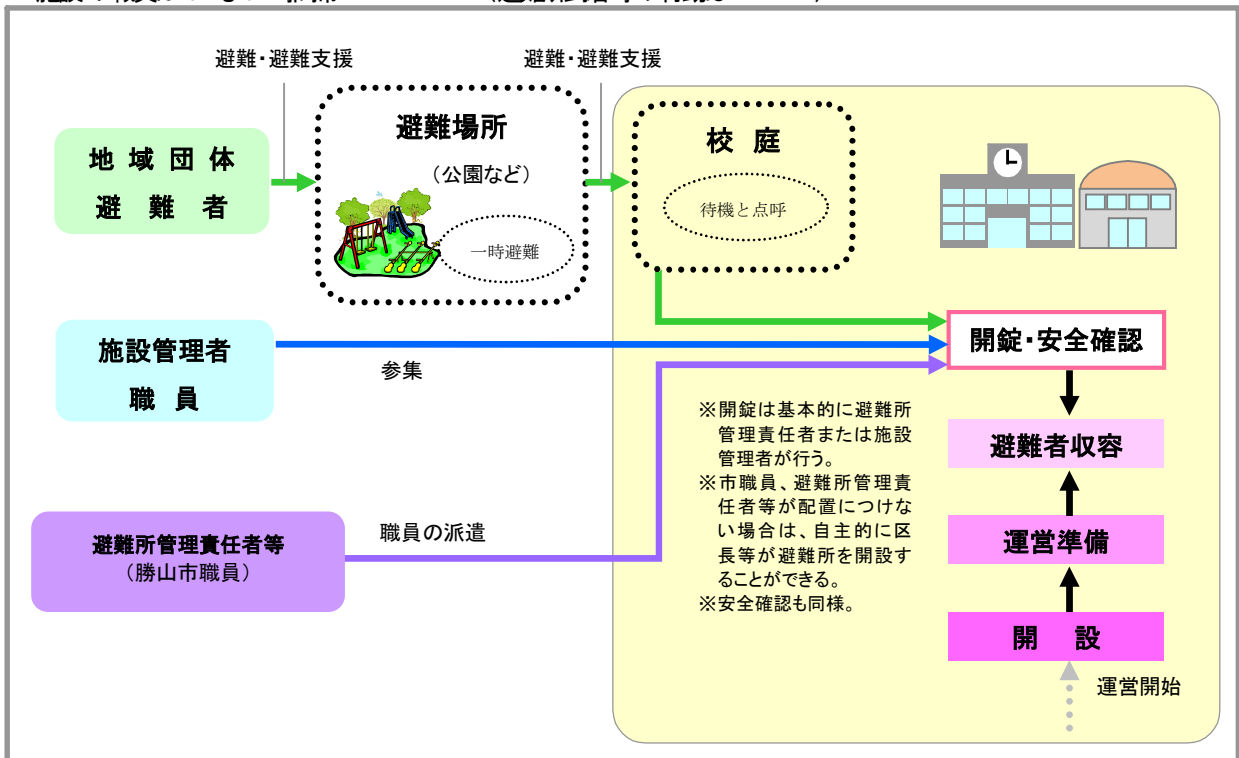 避難・避難支援
避難・避難支援
地域団体
避難者
避難場所
（公園など）
一時避難
校庭
待機と点呼
施設管理者
職員
参集
開錠・安全確認
※開錠は基本的に避難所
管理責任者または施設
管理者が行う。
※市職員、避難所管理責
任者等が配置につけな
い場合は、自主的に区
長等が避難所を開設す
ることができる。
※安全確認も同様。
避難者収容
避難所管理責任者等
（勝山市職員）
職員の派遣
運営準備
開設
運営開始